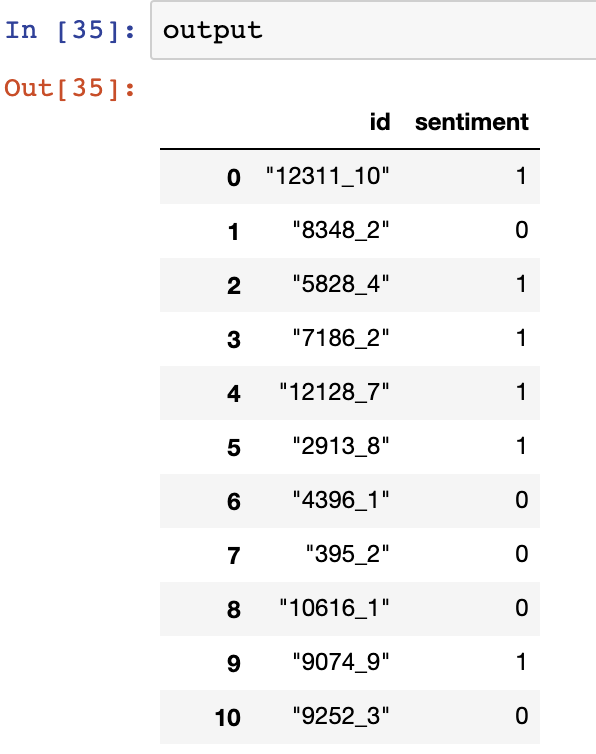 In [35]: output
Out[35]:
id sentiment
0 "12311_10" 1
1 "8348_2" 0
2 "5828_4" 1
3 "7186_2" 1
4 "12128_7" 1
5 "2913_8" 1
6 "4396_1" 0
7 "395_2" 0
8 "10616_1" 0
9 "9074_9" 1
10 "9252_3" 0